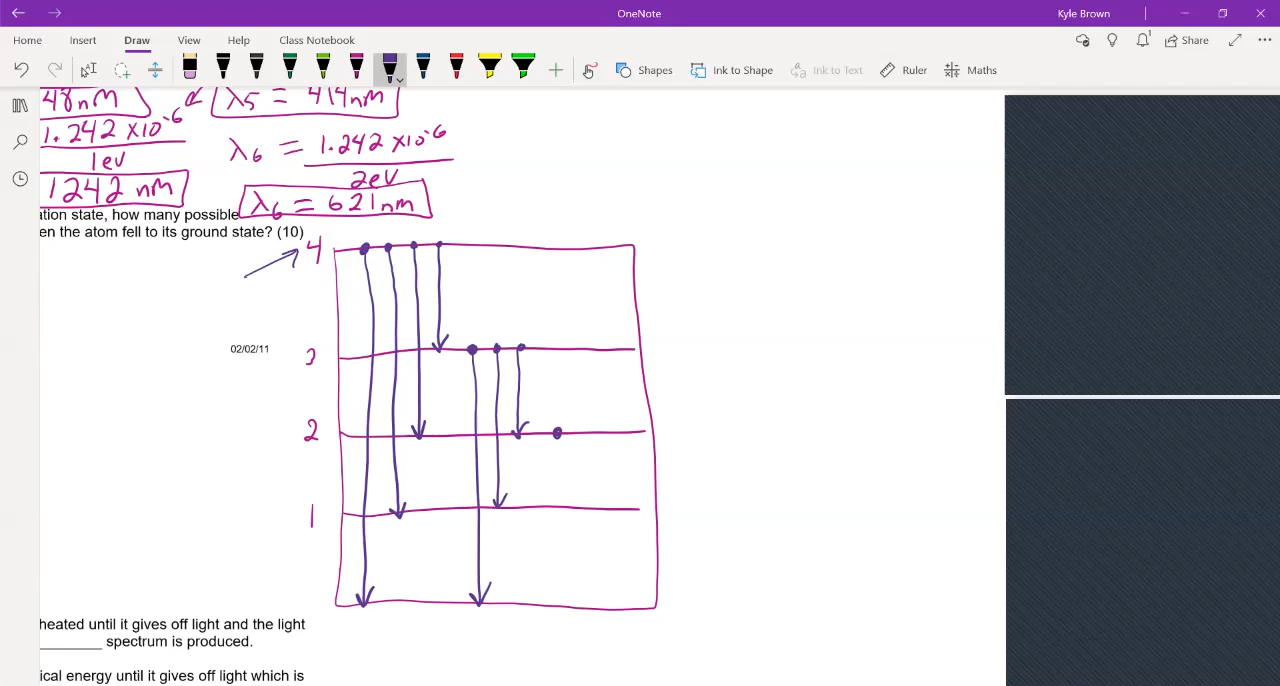 OneNote
Kyle Brown
Home Insert Draw View Help Class Notebook
Share
Shapes Ink to Shape Ink to Text Ruler Maths
48nm λ5 = 414nm
1.242 x10-6
1ev
1242 nm
λ6 = 1.242 x10-6
2eV
λ6 = 621nm
ation state, how many possible
en the atom fell to its ground state? (10)
4
02/02/11
3
2
1
heated until it gives off light and the light
________ spectrum is produced.
ical energy until it gives off light which is